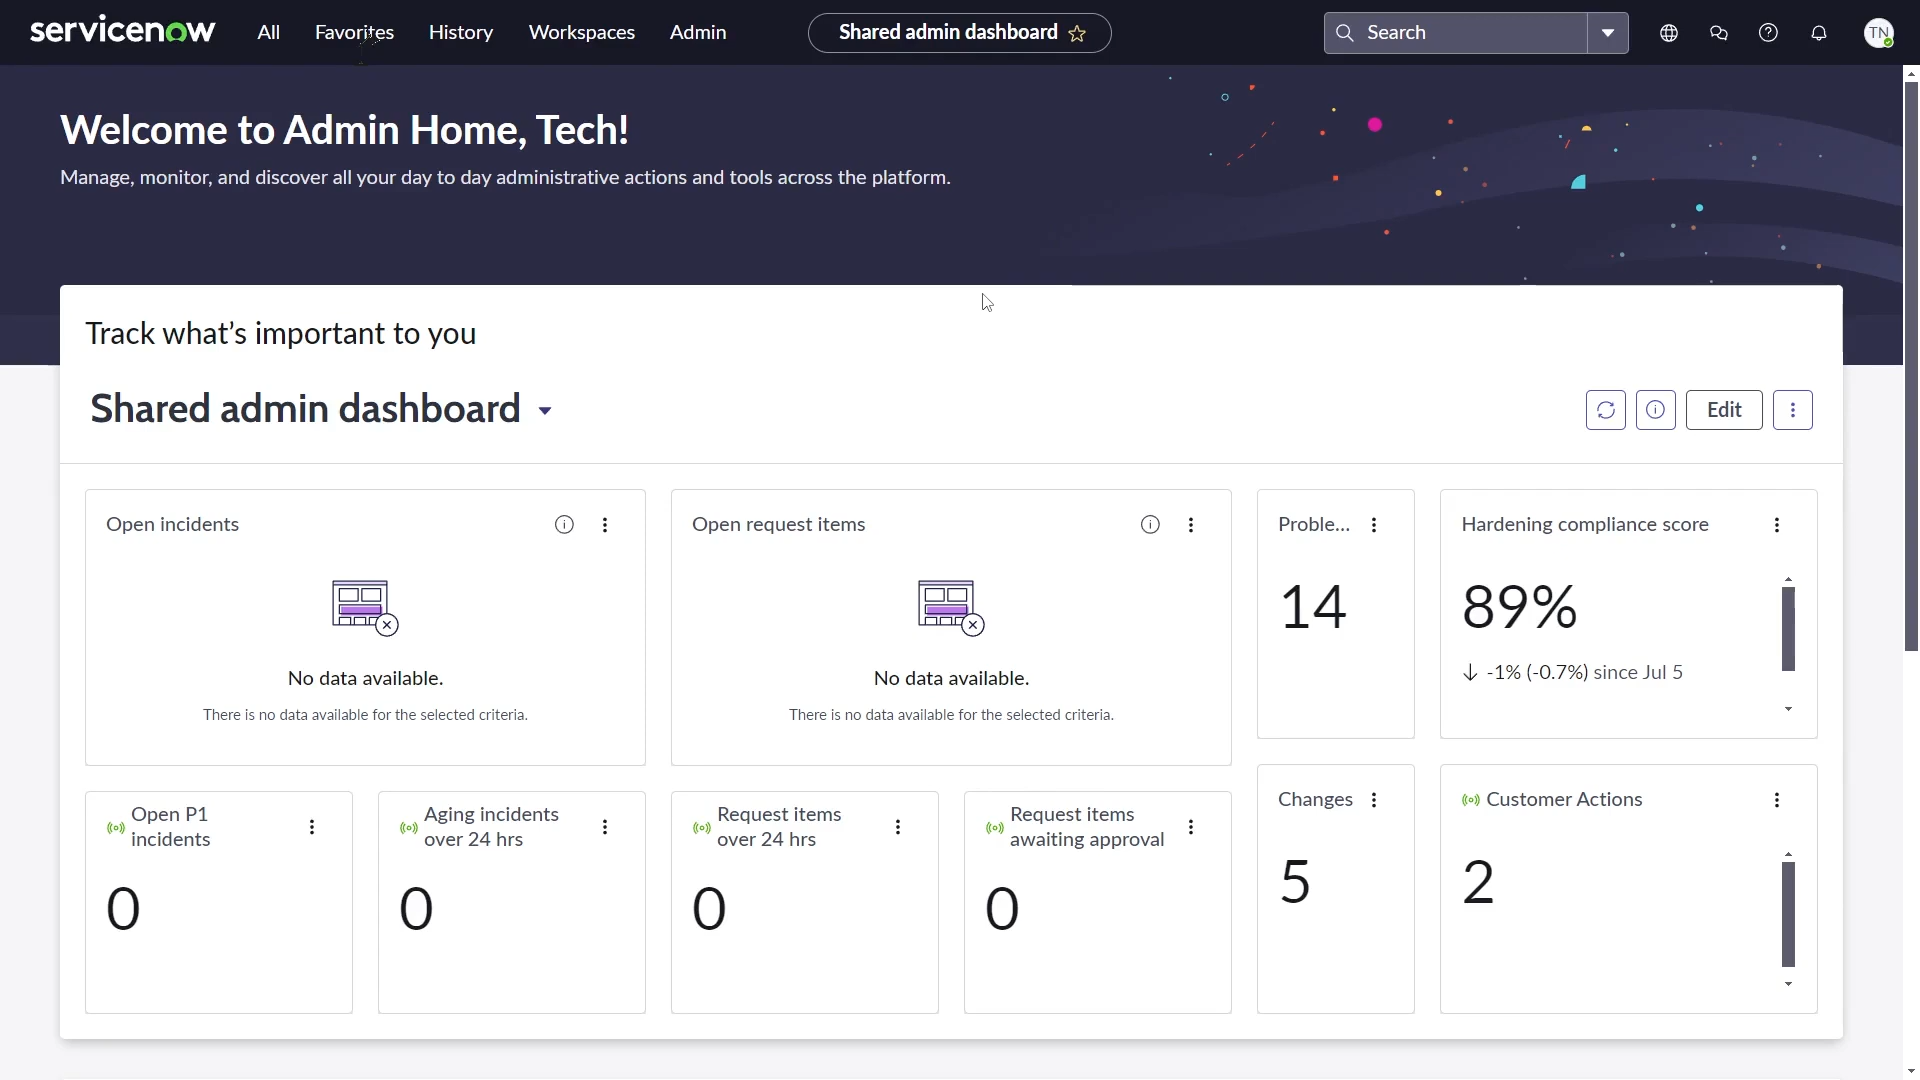 servicenow All Favorites History Workspaces Admin Shared admin dashboard Search TN
Welcome to Admin Home, Tech!
Manage, monitor, and discover all your day to day administrative actions and tools across the platform.
Track what's important to you
Shared admin dashboard
Edit
Open incidents
No data available.
There is no data available for the selected criteria.
Open request items
No data available.
There is no data available for the selected criteria.
Proble...
14
Hardening compliance score
89%
-1% (-0.7%) since Jul 5
Open P1
incidents
0
Aging incidents
over 24 hrs
0
Request items
over 24 hrs
0
Request items
awaiting approval
0
Changes
5
Customer Actions
2